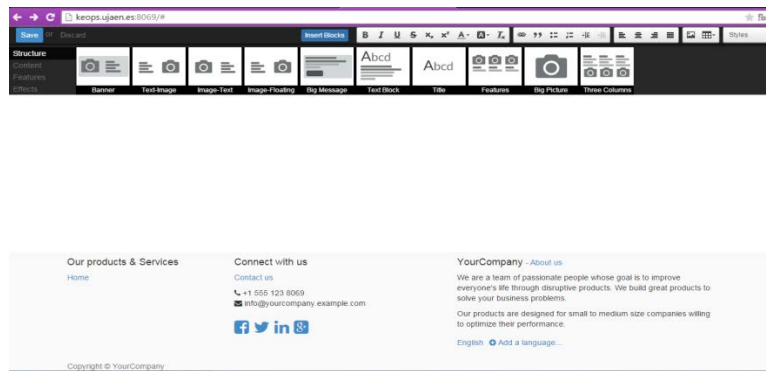 keops.ujaen.es:8069/#
Save or Discard
Insert Blocks
B I U S x₂ x² A A Tx
Styles
Structure
Content
Features
Effects
Banner
Text-Image
Image-Text
Image-Floating
Big Message
Abcd
Text Block
Abcd
Title
Features
Big Picture
Three Columns
Our products & Services
Home
Connect with us
Contact us
+1 555 123 8069
info@yourcompany.example.com
YourCompany - About us
We are a team of passionate people whose goal is to improve
everyone's life through disruptive products. We build great products to
solve your business problems.
Our products are designed for small to medium size companies willing
to optimize their performance.
English Add a language...
Copyright © YourCompany